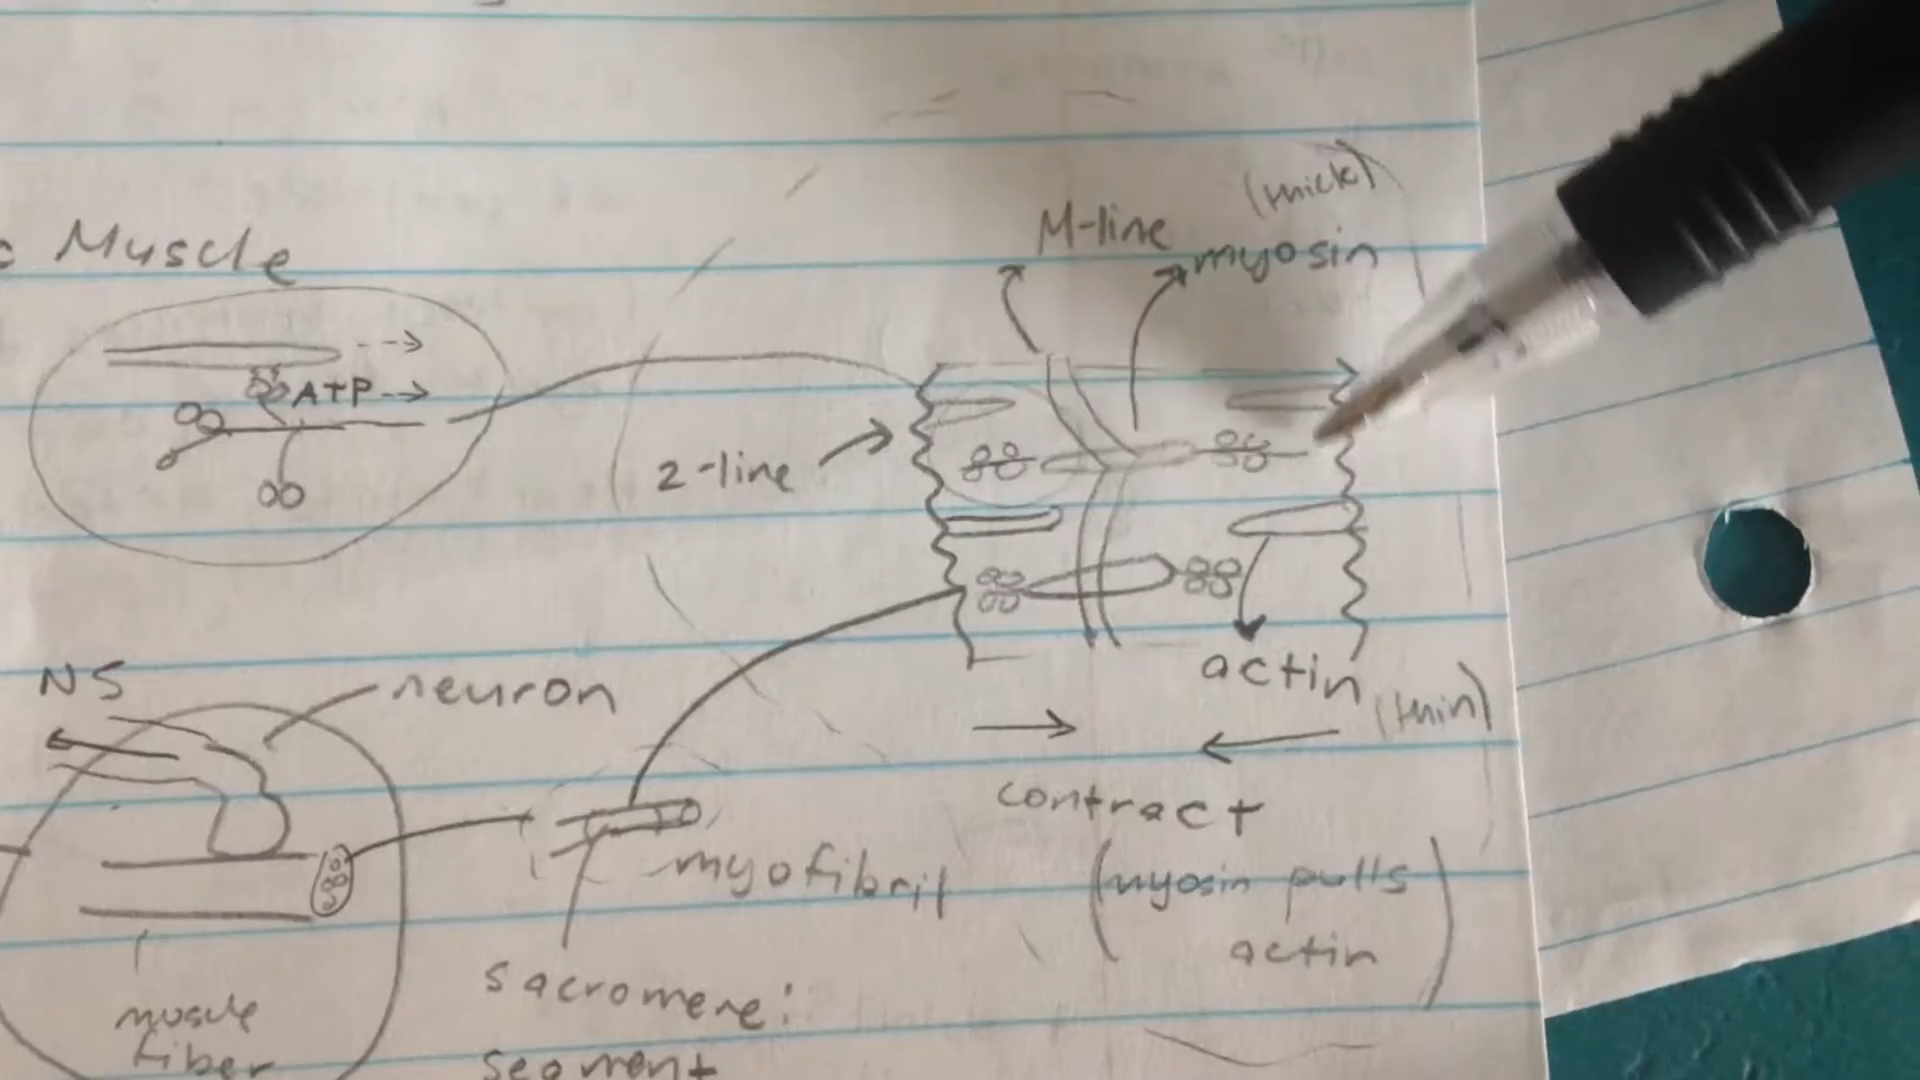 Muscle
(thick)
M-line
myosin
ATP
z-line
NS
neuron
actin
(thin)
contract
myofibril
(myosin pulls
actin)
sacromere:
segment
muscle
fiber